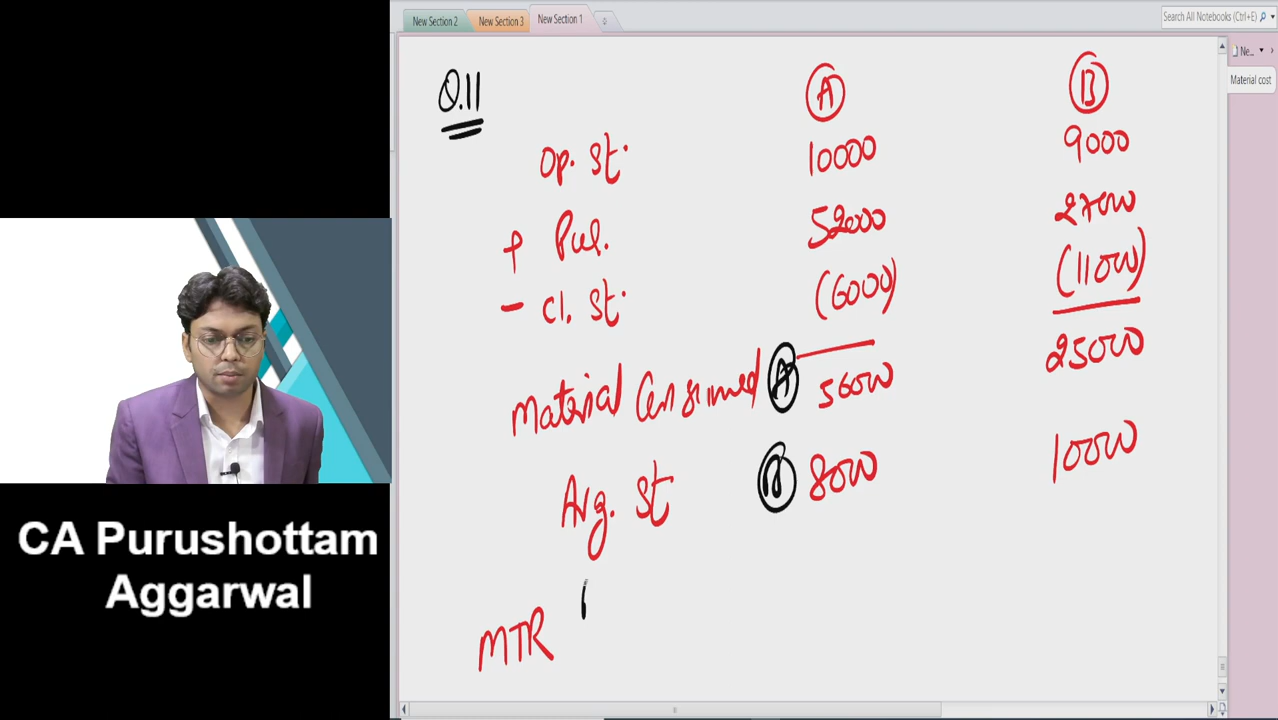 New Section 2 New Section 3 New Section 1
Search All Notebooks (Ctrl+E)
Ne...
Material cost
Q.11 A B
Op. St. 10000 9000
+ Pur. 52000 27000
- Cl. St. (6000) (11000)
Material Consumed A 56000 25000
Avg. St B 8000 10000
MTR
CA Purushottam
Aggarwal